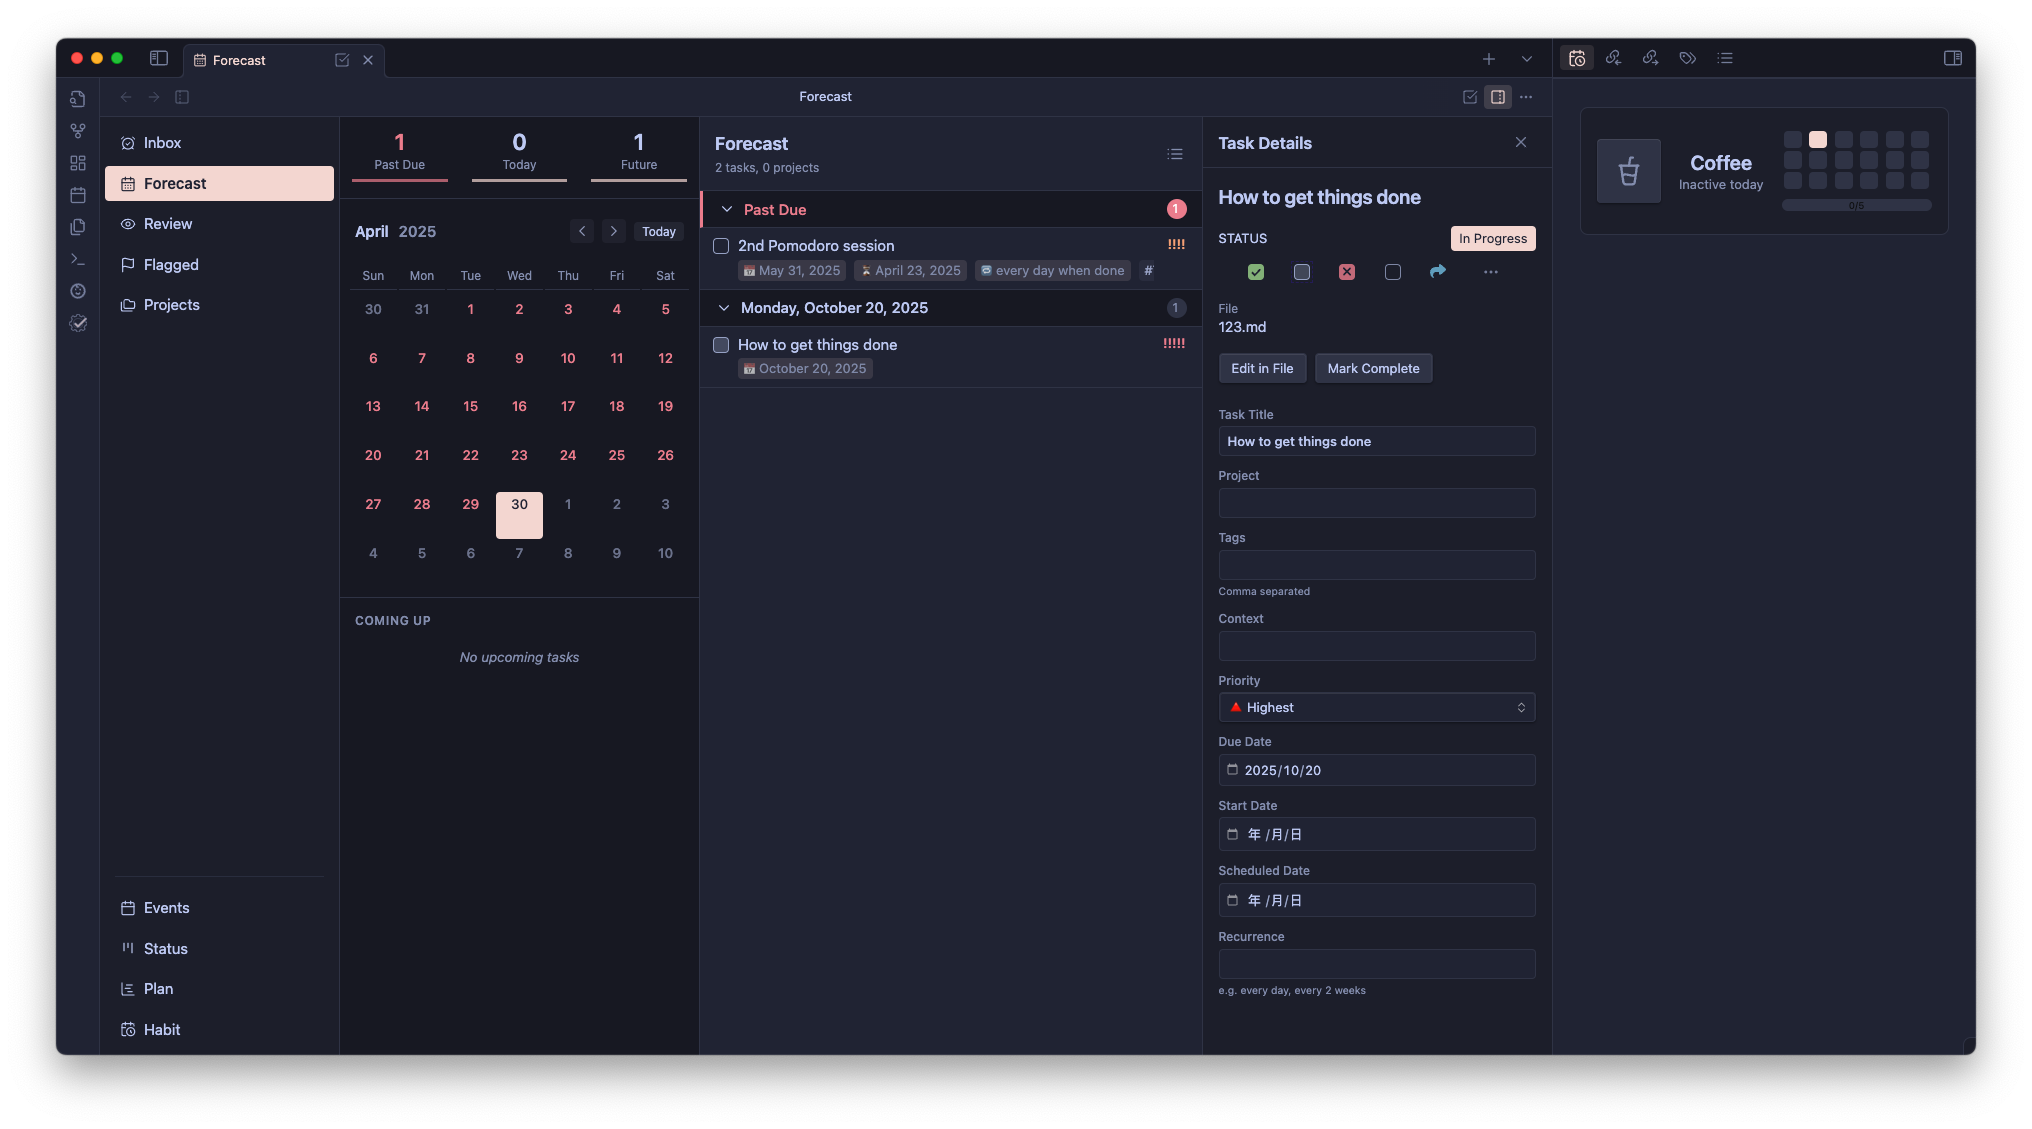 Forecast
Forecast
Inbox
Forecast
Review
Flagged
Projects
Events
Status
Plan
Habit
1 0 1
Past Due Today Future
April 2025
Today
Sun Mon Tue Wed Thu Fri Sat
30 31 1 2 3 4 5
6 7 8 9 10 11 12
13 14 15 16 17 18 19
20 21 22 23 24 25 26
27 28 29 30 1 2 3
4 5 6 7 8 9 10
COMING UP
No upcoming tasks
Forecast
2 tasks, 0 projects
Past Due 1
2nd Pomodoro session !!!!
May 31, 2025 April 23, 2025 every day when done #
Monday, October 20, 2025 1
How to get things done !!!!!
October 20, 2025
Task Details
How to get things done
STATUS In Progress
File
123.md
Edit in File Mark Complete
Task Title
How to get things done
Project
Tags
Comma separated
Context
Priority
Highest
Due Date
2025/10/20
Start Date
年 /月/日
Scheduled Date
年 /月/日
Recurrence
e.g. every day, every 2 weeks
Coffee
Inactive today
0/5